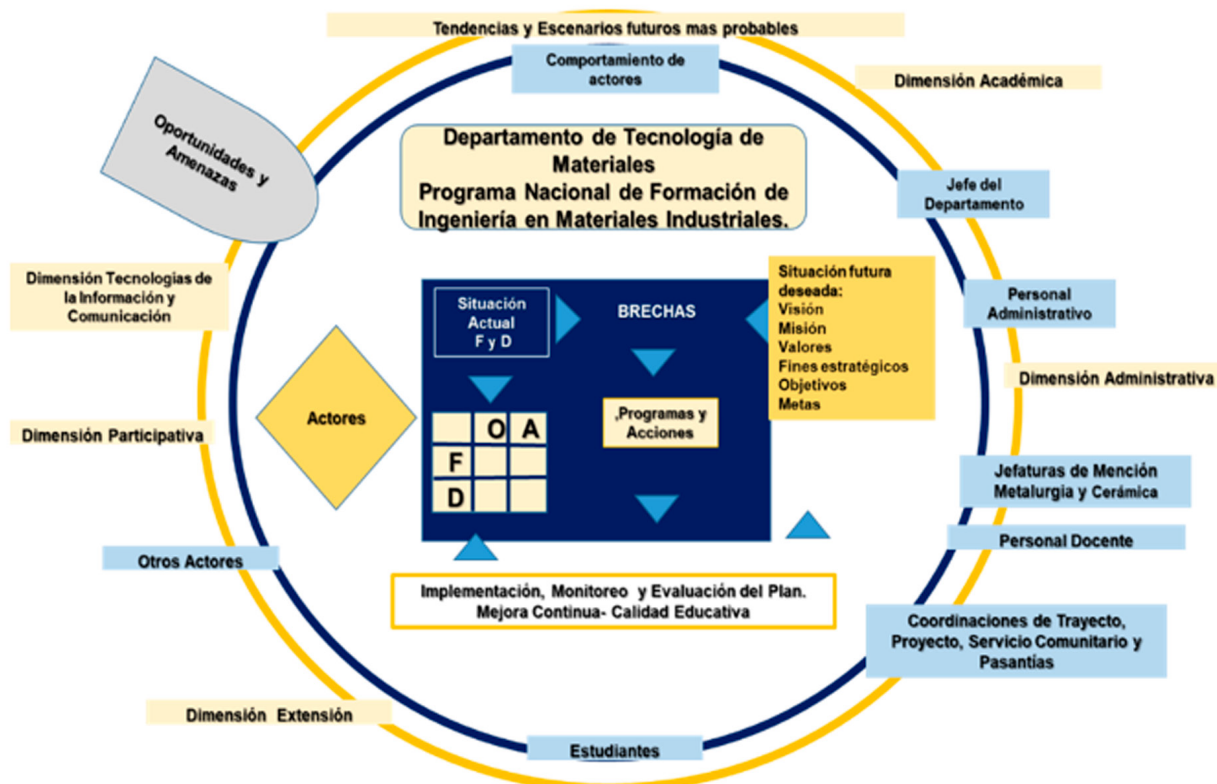 Tendencias y Escenarios futuros mas probables
Comportamiento de
actores
Dimensión Académica
Oportunidades y
Amenazas
Departamento de Tecnología de
Materiales
Programa Nacional de Formación de
Ingeniería en Materiales Industriales.
Jefe del
Departamento
Dimensión Tecnologias de
la Información y
Comunicación
Situación
Actual
F y D
BRECHAS
Situación futura
deseada:
Visión
Misión
Valores
Fines estratégicos
Objetivos
Metas
Personal
Administrativo
Dimensión Administrativa
Actores
Dimensión Participativa
O A
F
D
,Programas y
Acciones
Jefaturas de Mención
Metalurgia y Cerámica
Personal Docente
Otros Actores
Implementación, Monitoreo y Evaluación del Plan.
Mejora Continua- Calidad Educativa
Coordinaciones de Trayecto,
Proyecto, Servicio Comunitario y
Pasantías
Dimensión Extensión
Estudiantes